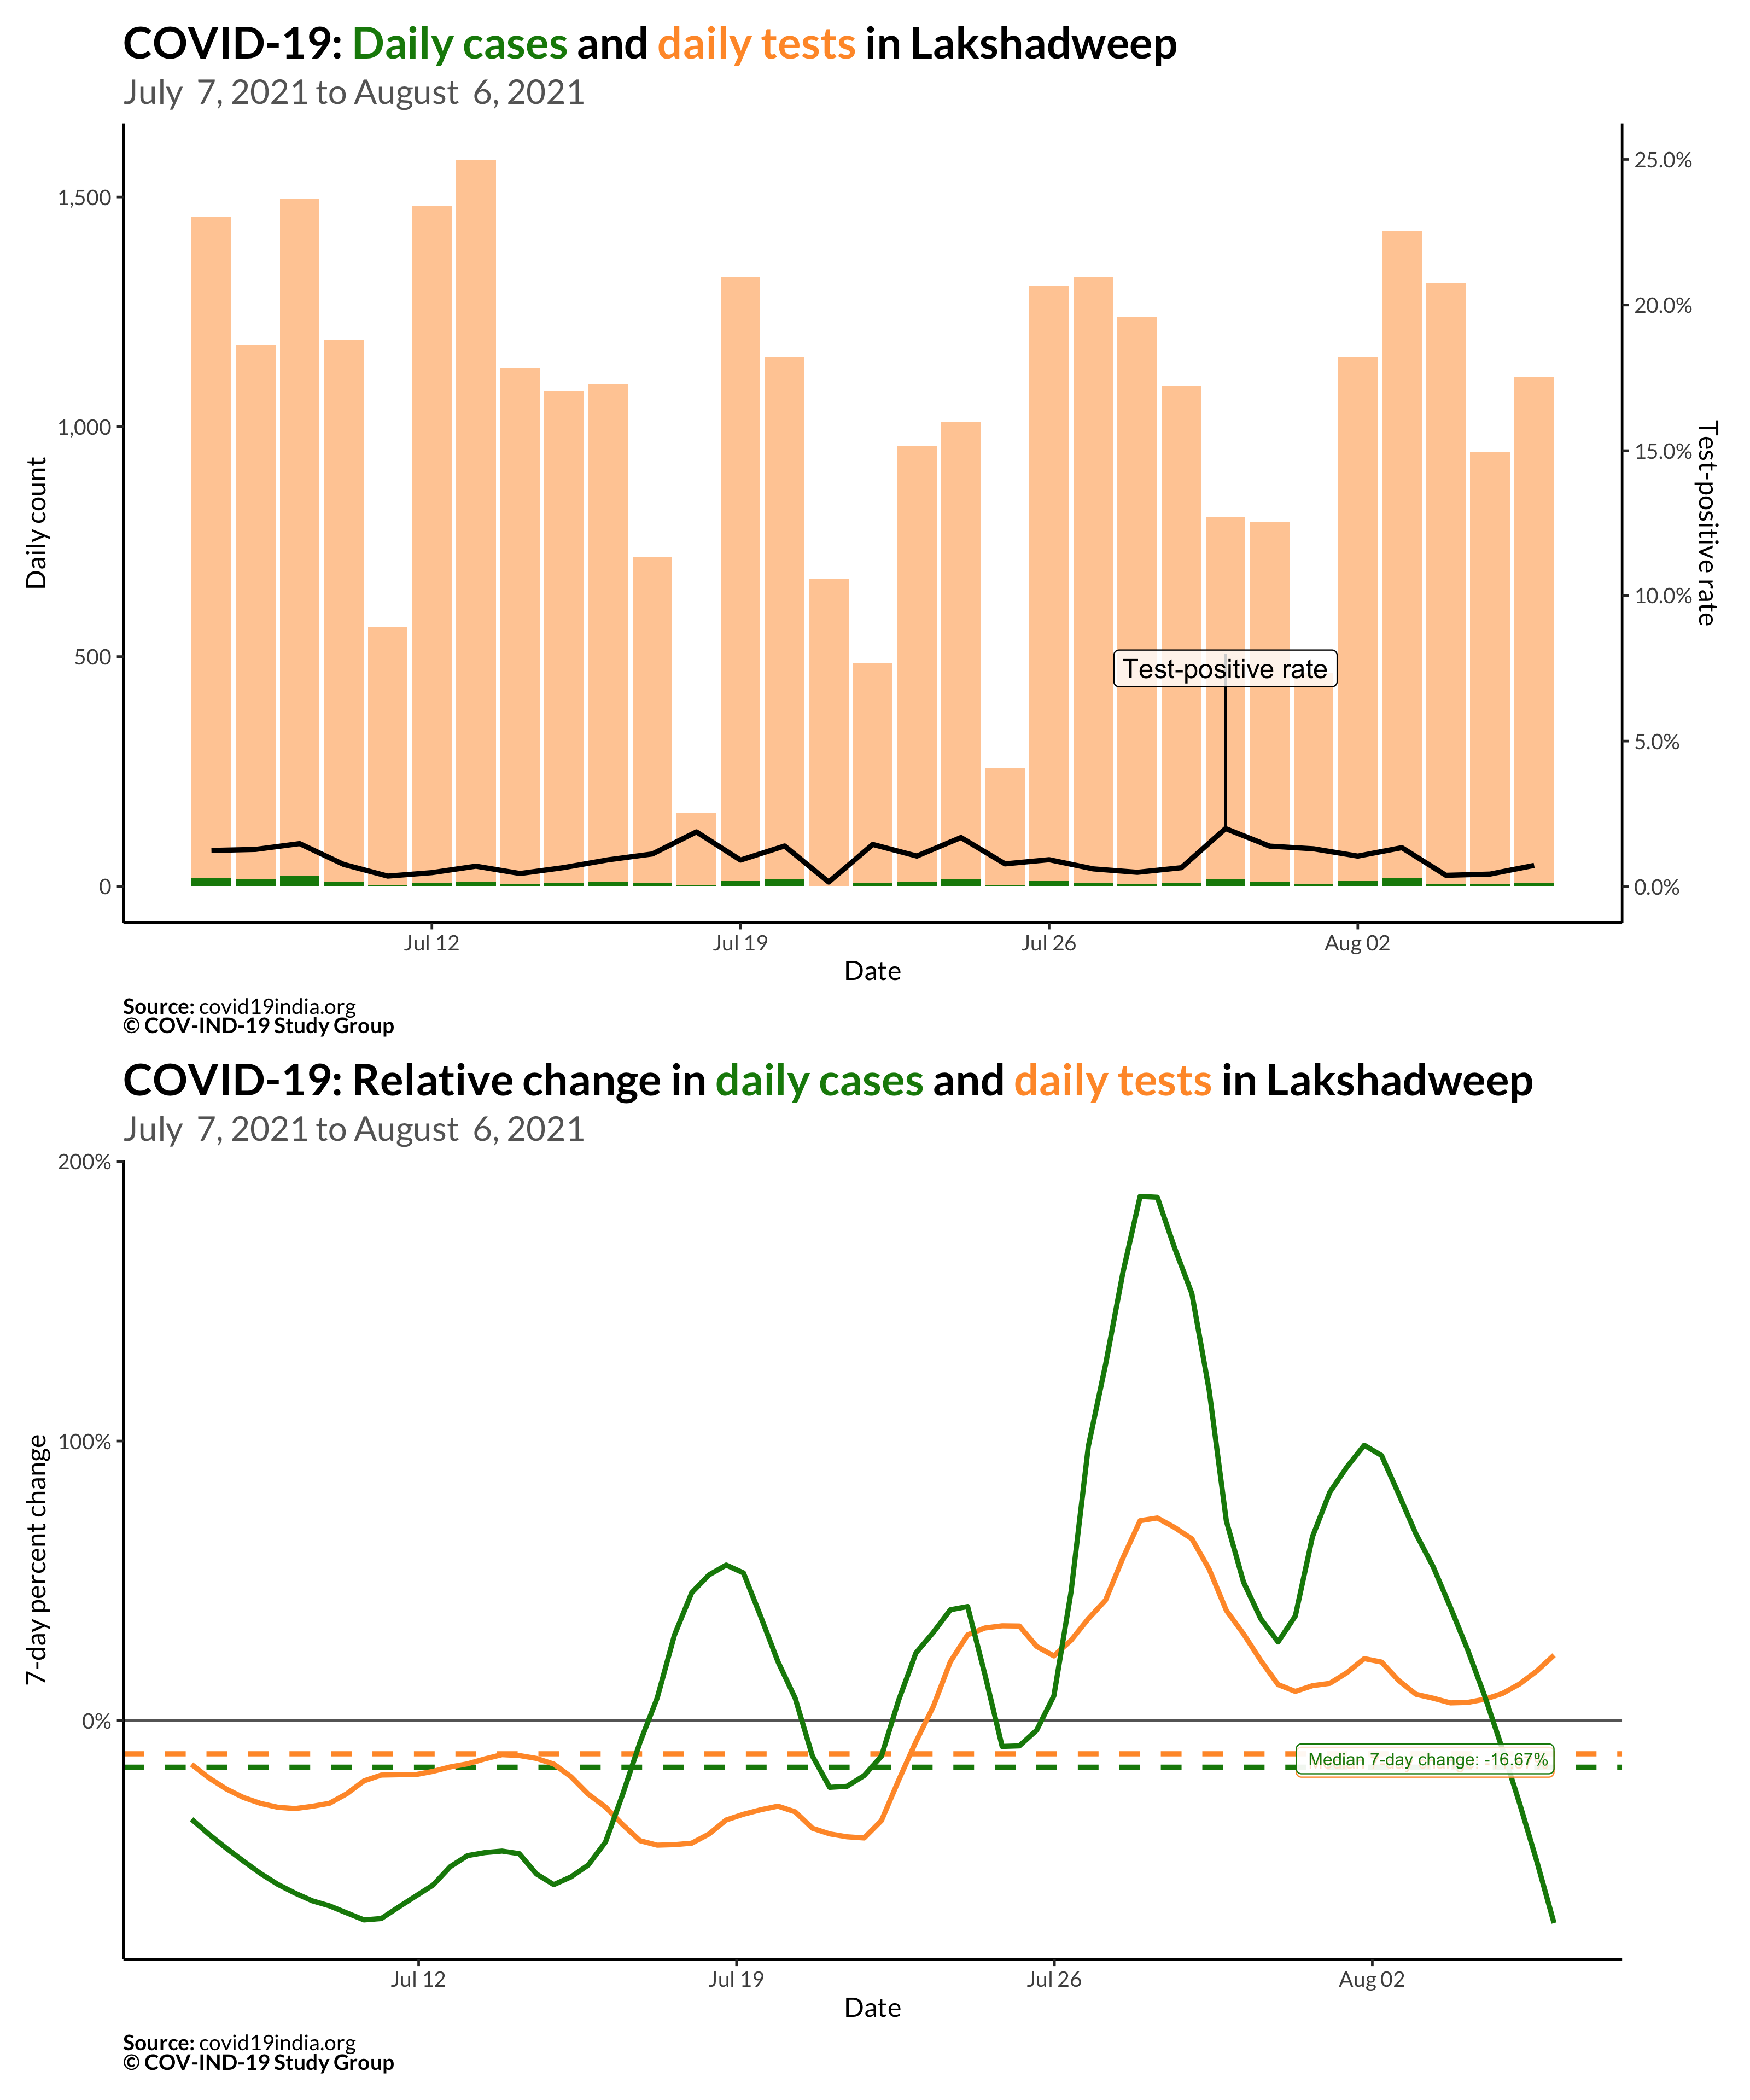 COVID-19: Daily cases and daily tests in Lakshadweep
July 7, 2021 to August 6, 2021
Daily count
1,500
1,000
500
0
25.0%
20.0%
15.0%
10.0%
5.0%
0.0%
Test-positive rate
Test-positive rate
Jul 12
Jul 19
Jul 26
Aug 02
Date
Source: covid19india.org
© COV-IND-19 Study Group
COVID-19: Relative change in daily cases and daily tests in Lakshadweep
July 7, 2021 to August 6, 2021
7-day percent change
200%
100%
0%
Median 7-day change: -16.67%
Jul 12
Jul 19
Jul 26
Aug 02
Date
Source: covid19india.org
© COV-IND-19 Study Group